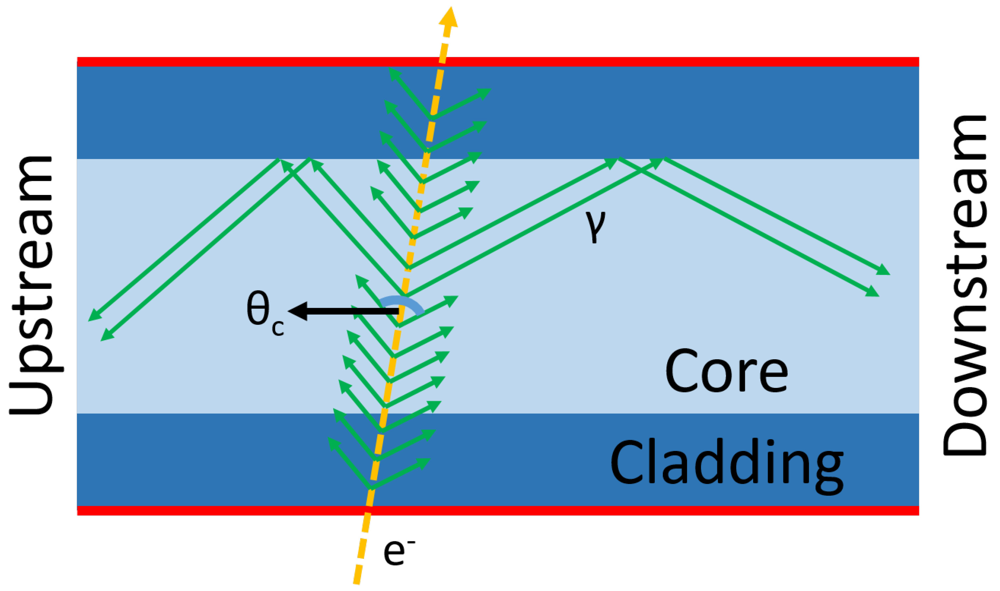 Upstream
Downstream
γ
θc
Core
Cladding
e-